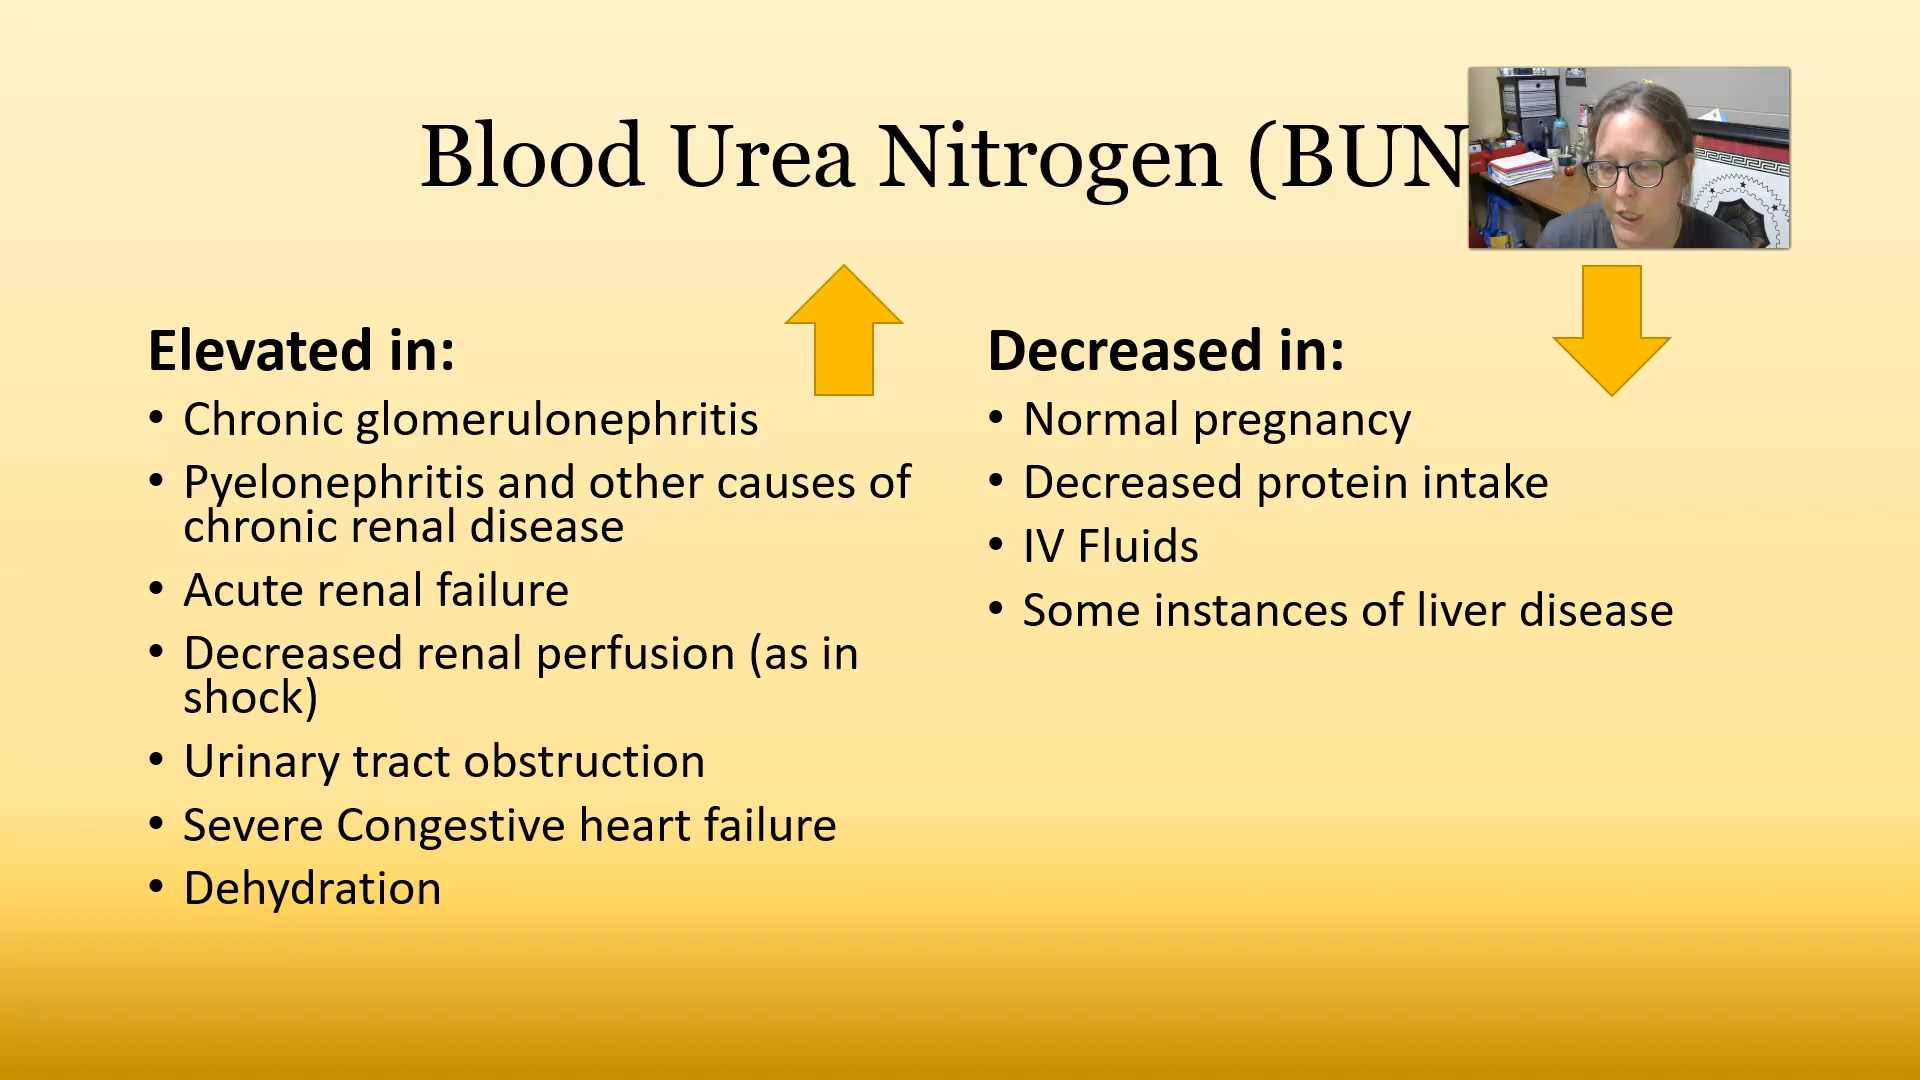 Blood Urea Nitrogen (BUN
Elevated in:
• Chronic glomerulonephritis
• Pyelonephritis and other causes of
chronic renal disease
• Acute renal failure
• Decreased renal perfusion (as in
shock)
• Urinary tract obstruction
• Severe Congestive heart failure
• Dehydration
Decreased in:
• Normal pregnancy
• Decreased protein intake
• IV Fluids
• Some instances of liver disease